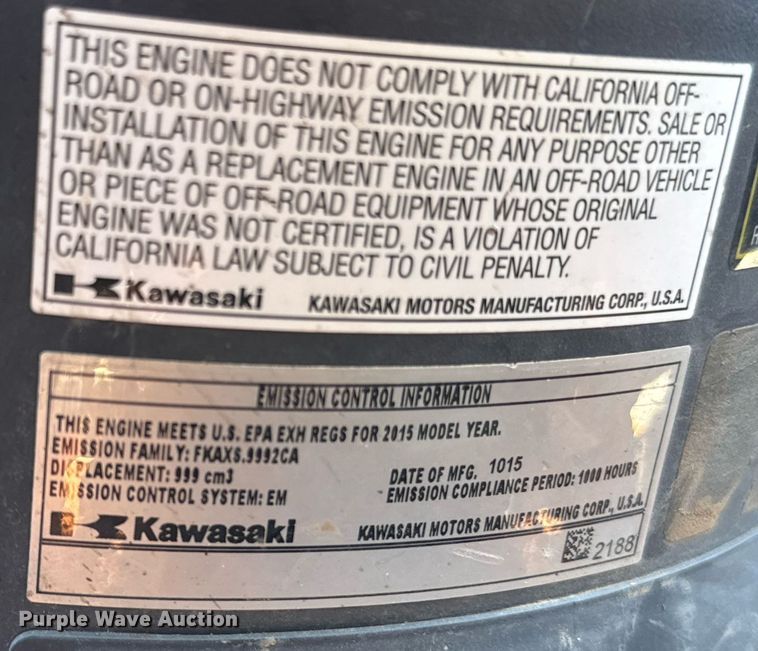 THIS ENGINE DOES NOT COMPLY WITH CALIFORNIA OFF-
ROAD OR ON-HIGHWAY EMISSION REQUIREMENTS. SALE OR
INSTALLATION OF THIS ENGINE FOR ANY PURPOSE OTHER
THAN AS A REPLACEMENT ENGINE IN AN OFF-ROAD VEHICLE
OR PIECE OF OFF-ROAD EQUIPMENT WHOSE ORIGINAL
ENGINE WAS NOT CERTIFIED, IS A VIOLATION OF
CALIFORNIA LAW SUBJECT TO CIVIL PENALTY.
Kawasaki KAWASAKI MOTORS MANUFACTURING CORP., U.S.A.
EMISSION CONTROL INFORMATION
THIS ENGINE MEETS U.S. EPA EXH REGS FOR 2015 MODEL YEAR.
EMISSION FAMILY: FKAXS.9992CA
DISPLACEMENT: 999 cm3 DATE OF MFG. 1015
EMISSION CONTROL SYSTEM: EM EMISSION COMPLIANCE PERIOD: 1000 HOURS
Kawasaki KAWASAKI MOTORS MANUFACTURING CORP., U.S.A.
2188
Purple Wave Auction